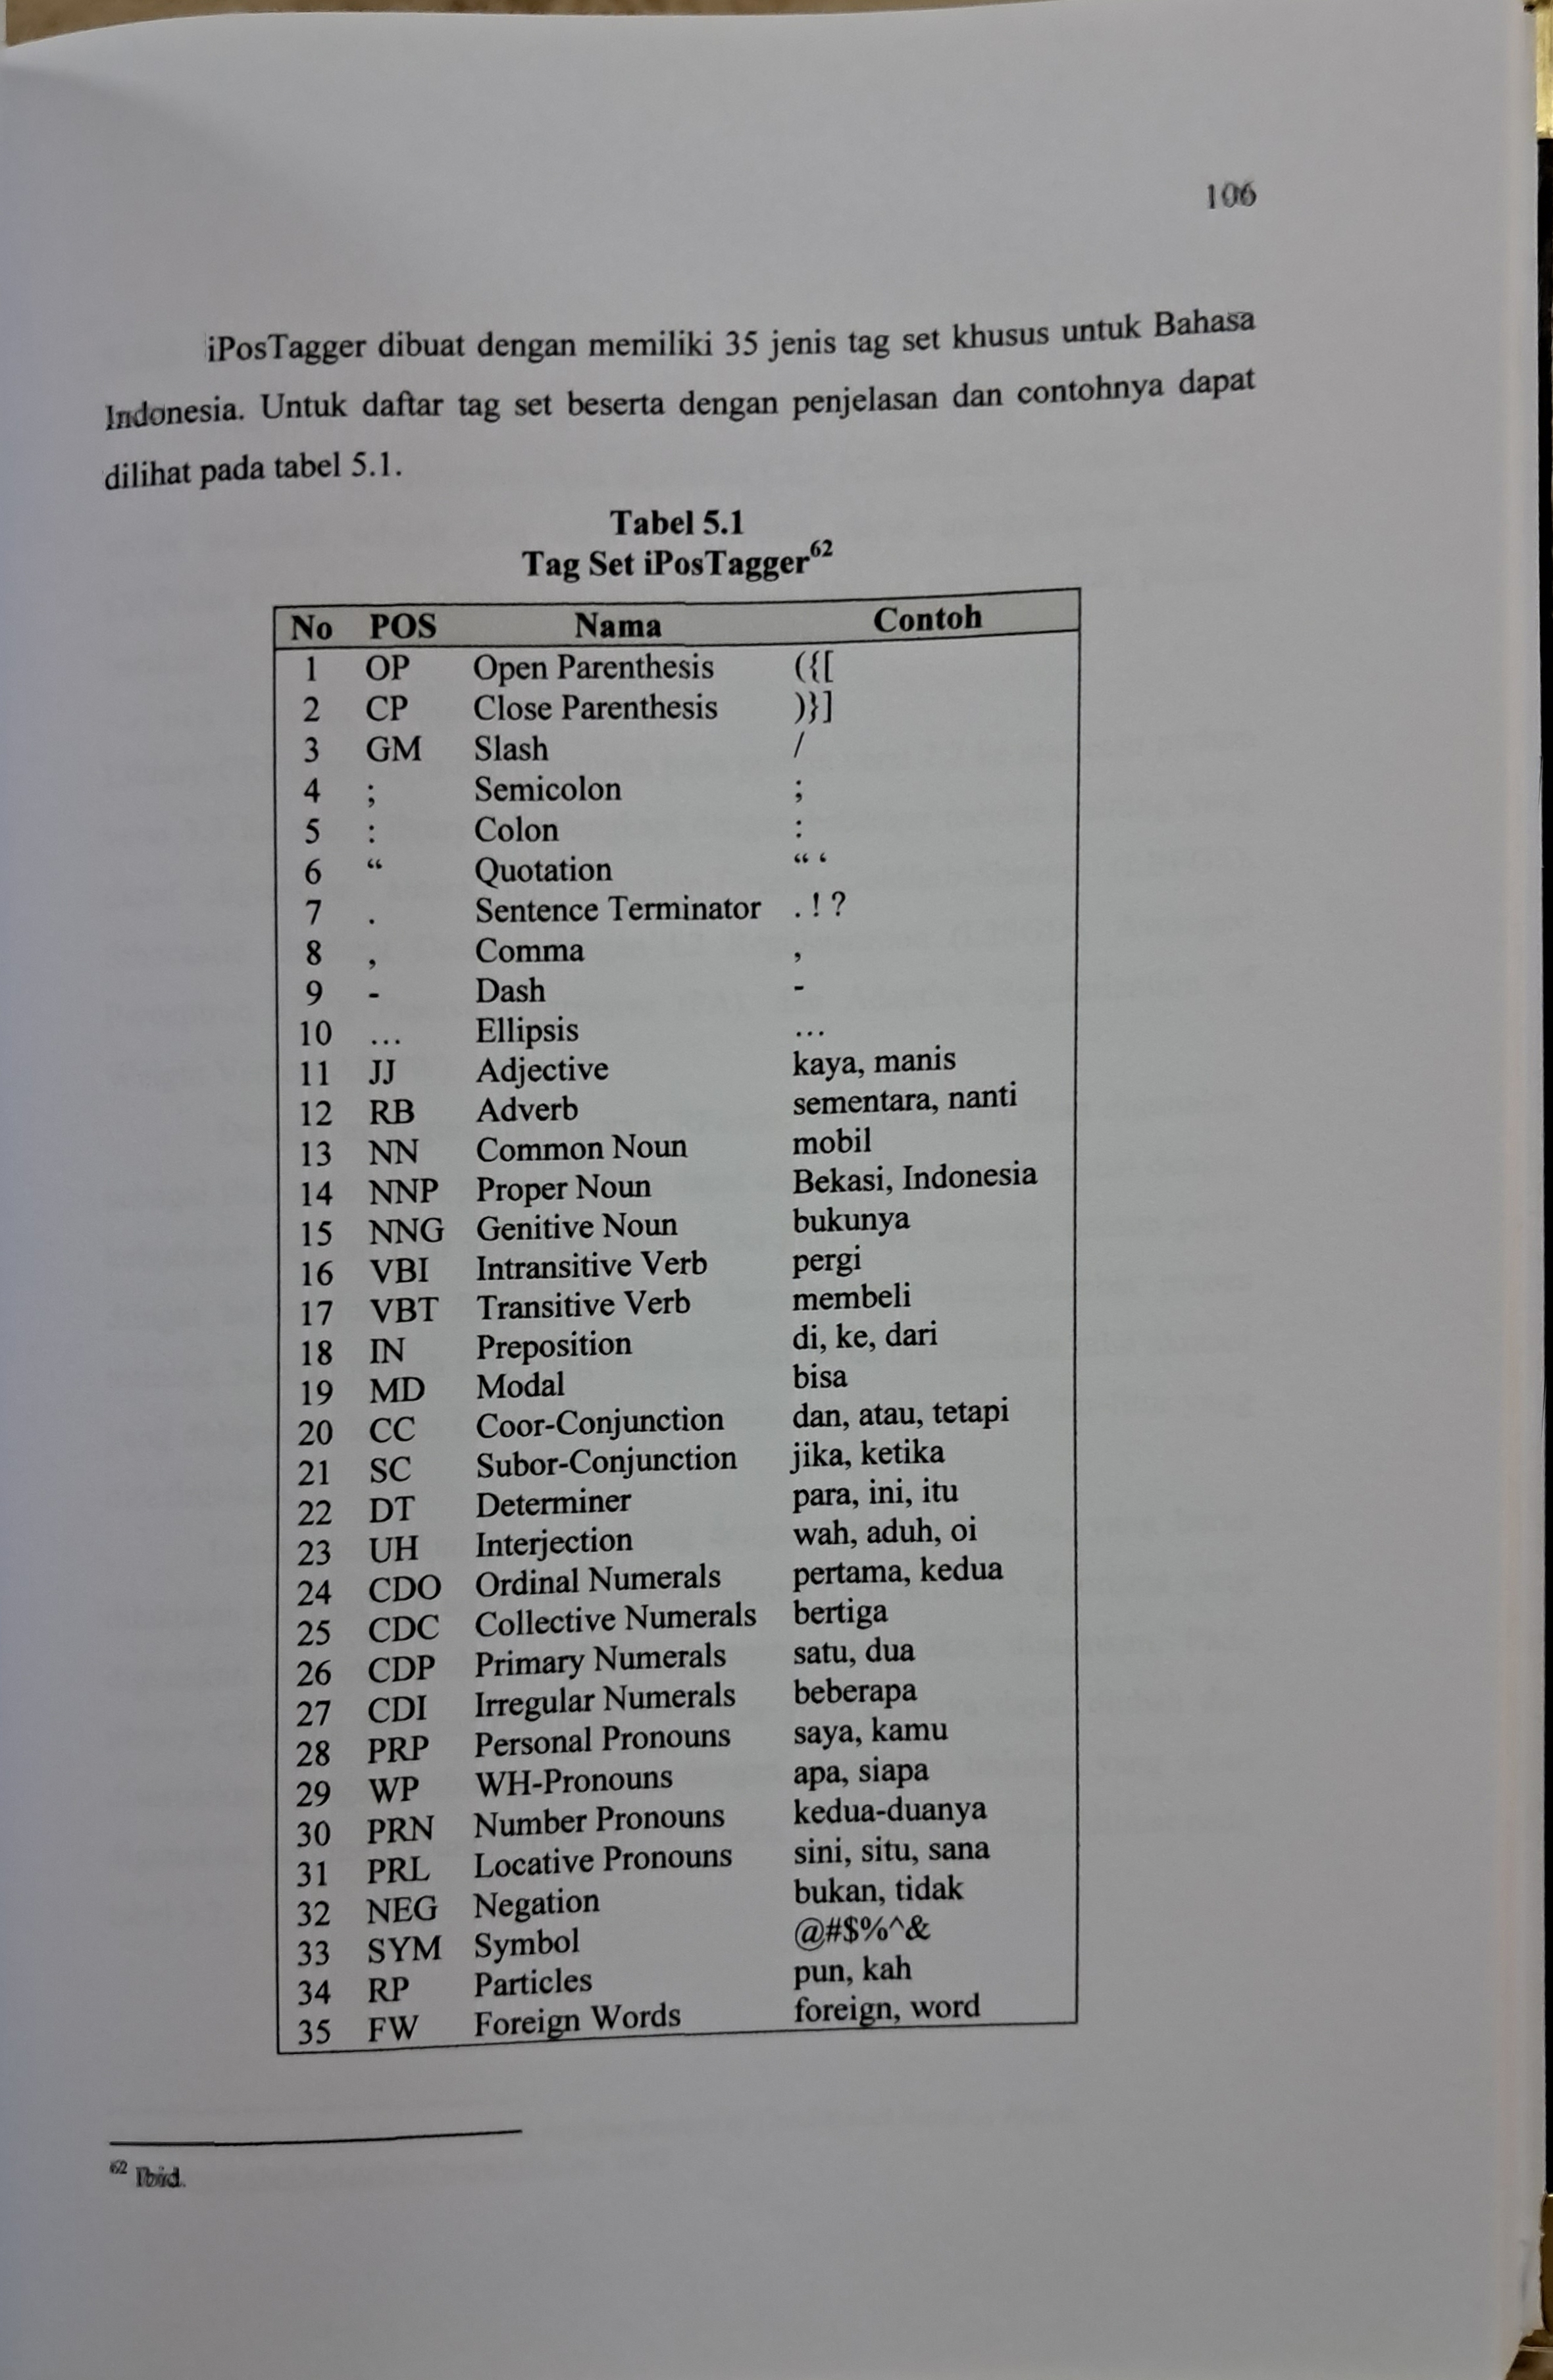 106
iPosTagger dibuat dengan memiliki 35 jenis tag set khusus untuk Bahasa
Indonesia. Untuk daftar tag set beserta dengan penjelasan dan contohnya dapat
dilihat pada tabel 5.1.
Tabel 5.1
Tag Set iPosTagger62
No POS Nama Contoh
1 OP Open Parenthesis ({[
2 CP Close Parenthesis )}]
3 GM Slash /
4 ; Semicolon ;
5 : Colon :
6 “ Quotation “ ‘
7 . Sentence Terminator . ! ?
8 , Comma ,
9 - Dash -
10 ... Ellipsis ...
11 JJ Adjective kaya, manis
12 RB Adverb sementara, nanti
13 NN Common Noun mobil
14 NNP Proper Noun Bekasi, Indonesia
15 NNG Genitive Noun bukunya
16 VBI Intransitive Verb pergi
17 VBT Transitive Verb membeli
18 IN Preposition di, ke, dari
19 MD Modal bisa
20 CC Coor-Conjunction dan, atau, tetapi
21 SC Subor-Conjunction jika, ketika
22 DT Determiner para, ini, itu
23 UH Interjection wah, aduh, oi
24 CDO Ordinal Numerals pertama, kedua
25 CDC Collective Numerals bertiga
26 CDP Primary Numerals satu, dua
27 CDI Irregular Numerals beberapa
28 PRP Personal Pronouns saya, kamu
29 WP WH-Pronouns apa, siapa
30 PRN Number Pronouns kedua-duanya
31 PRL Locative Pronouns sini, situ, sana
32 NEG Negation bukan, tidak
33 SYM Symbol @#$%^&
34 RP Particles pun, kah
35 FW Foreign Words foreign, word
62 Ibid.